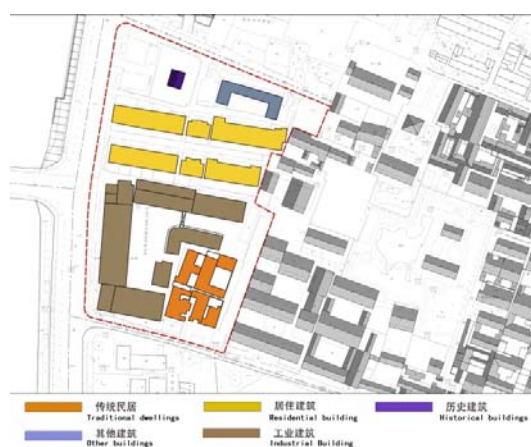 传统民居
Traditional dwellings
居住建筑
Residential building
历史建筑
Historical buildings
其他建筑
Other buildings
工业建筑
Industrial Building